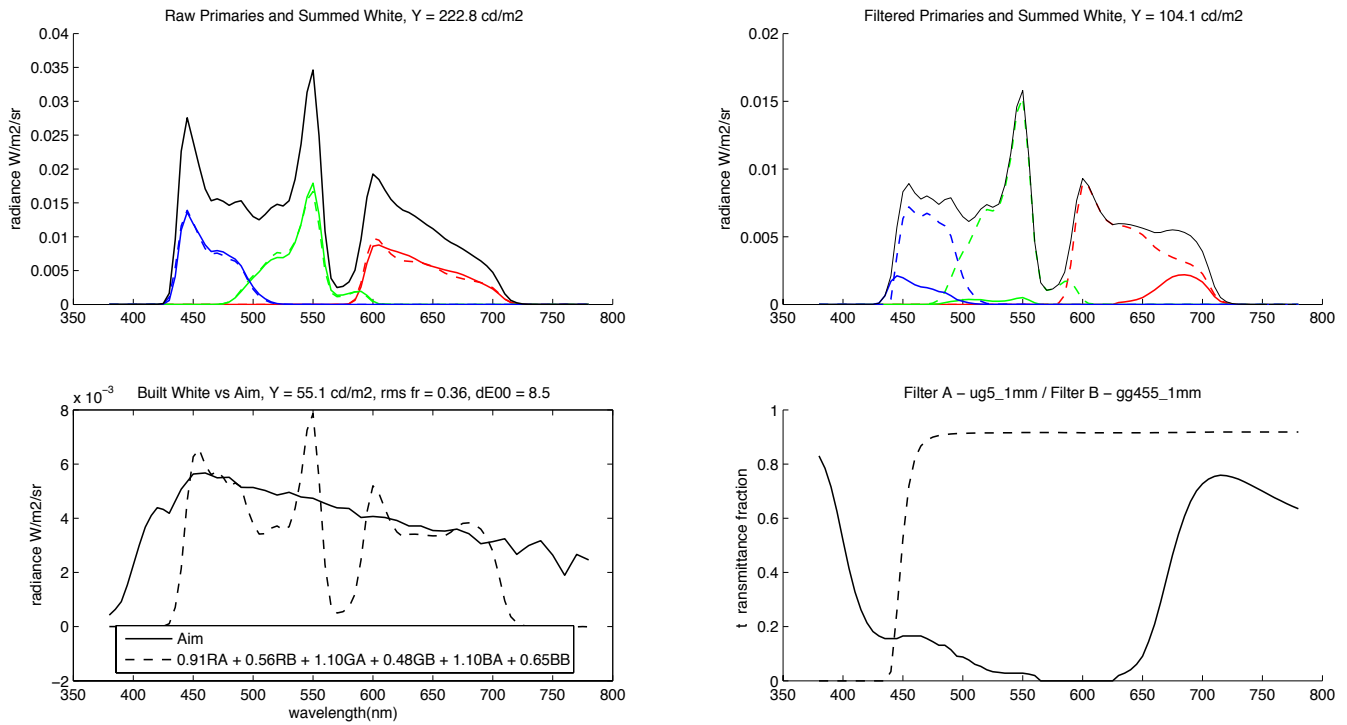 Raw Primaries and Summed White, Y = 222.8 cd/m2
0.04
0.035
0.03
0.025
0.02
0.015
0.01
0.005
0
radiance W/m2/sr
350 400 450 500 550 600 650 700 750 800
Filtered Primaries and Summed White, Y = 104.1 cd/m2
0.02
0.015
0.01
0.005
0
radiance W/m2/sr
350 400 450 500 550 600 650 700 750 800
Built White vs Aim, Y = 55.1 cd/m2, rms fr = 0.36, dE00 = 8.5
x 10−3
8
6
4
2
0
−2
radiance W/m2/sr
Aim
0.91RA + 0.56RB + 1.10GA + 0.48GB + 1.10BA + 0.65BB
350 400 450 500 550 600 650 700 750 800
wavelength(nm)
Filter A − ug5_1mm / Filter B − gg455_1mm
1
0.8
0.6
0.4
0.2
0
t ransmittance fraction
350 400 450 500 550 600 650 700 750 800